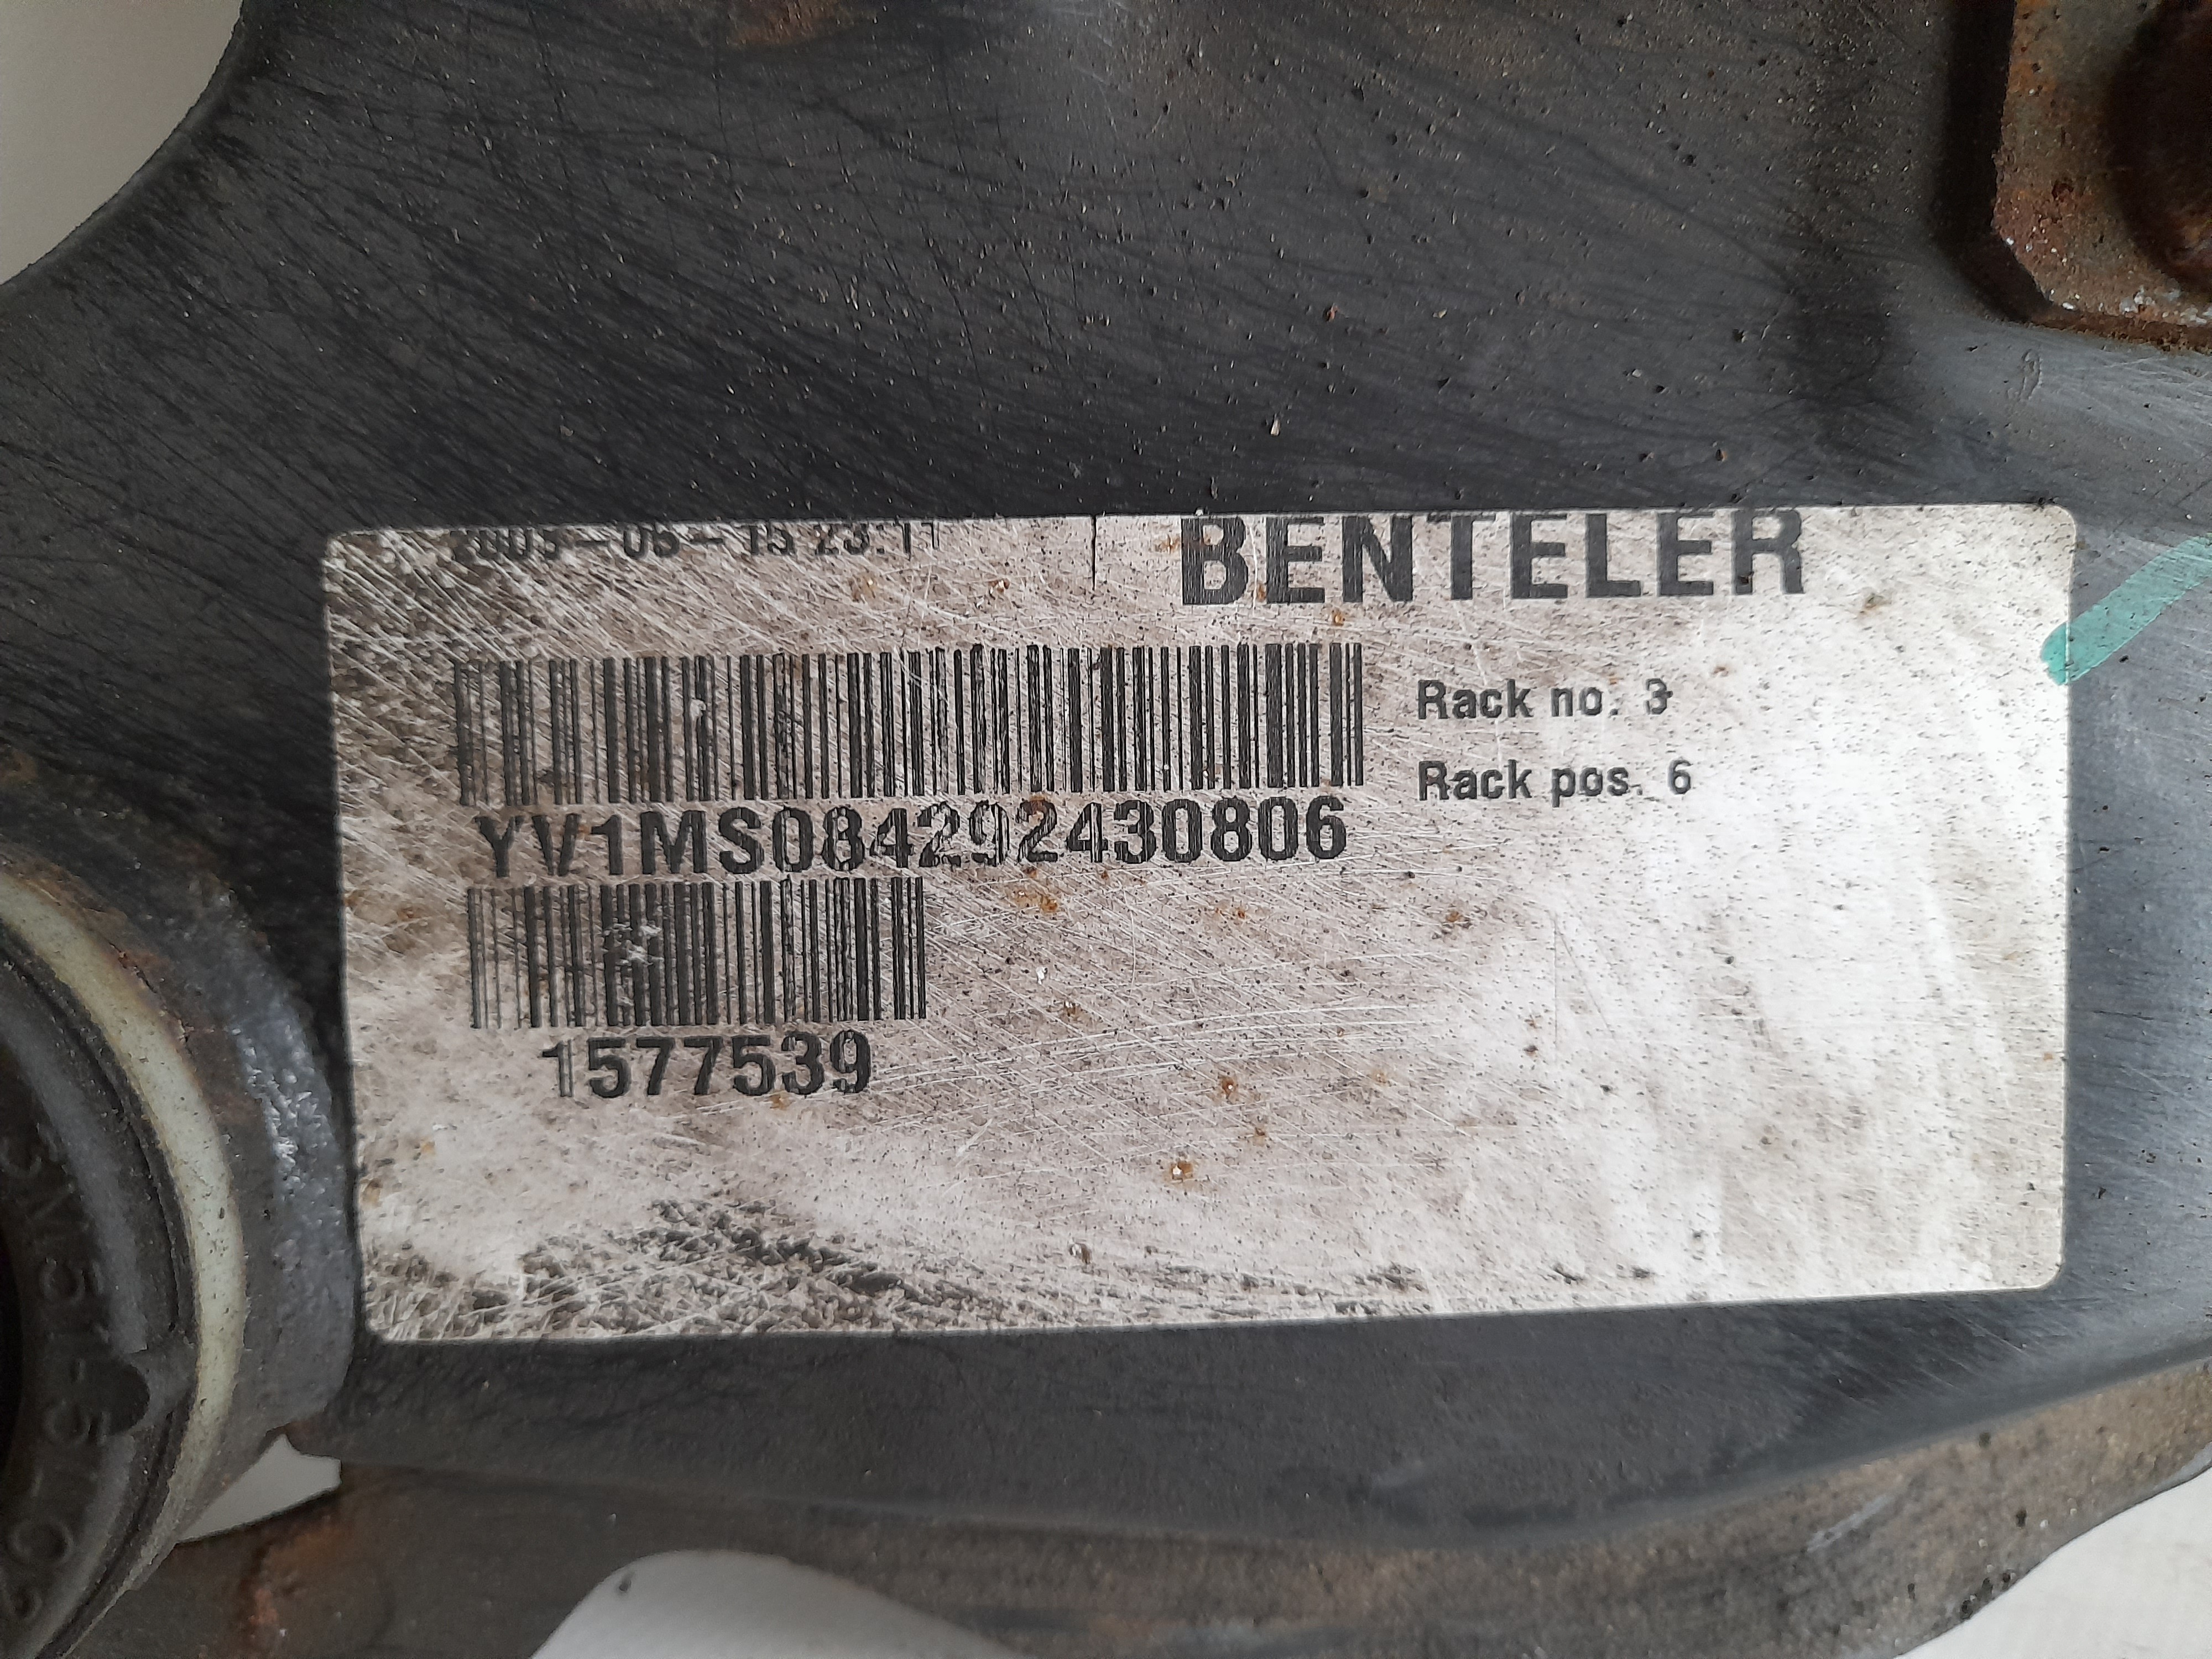 BENTELER
Rack no. 3
Rack pos. 6
YV1MS084292430806
1577539